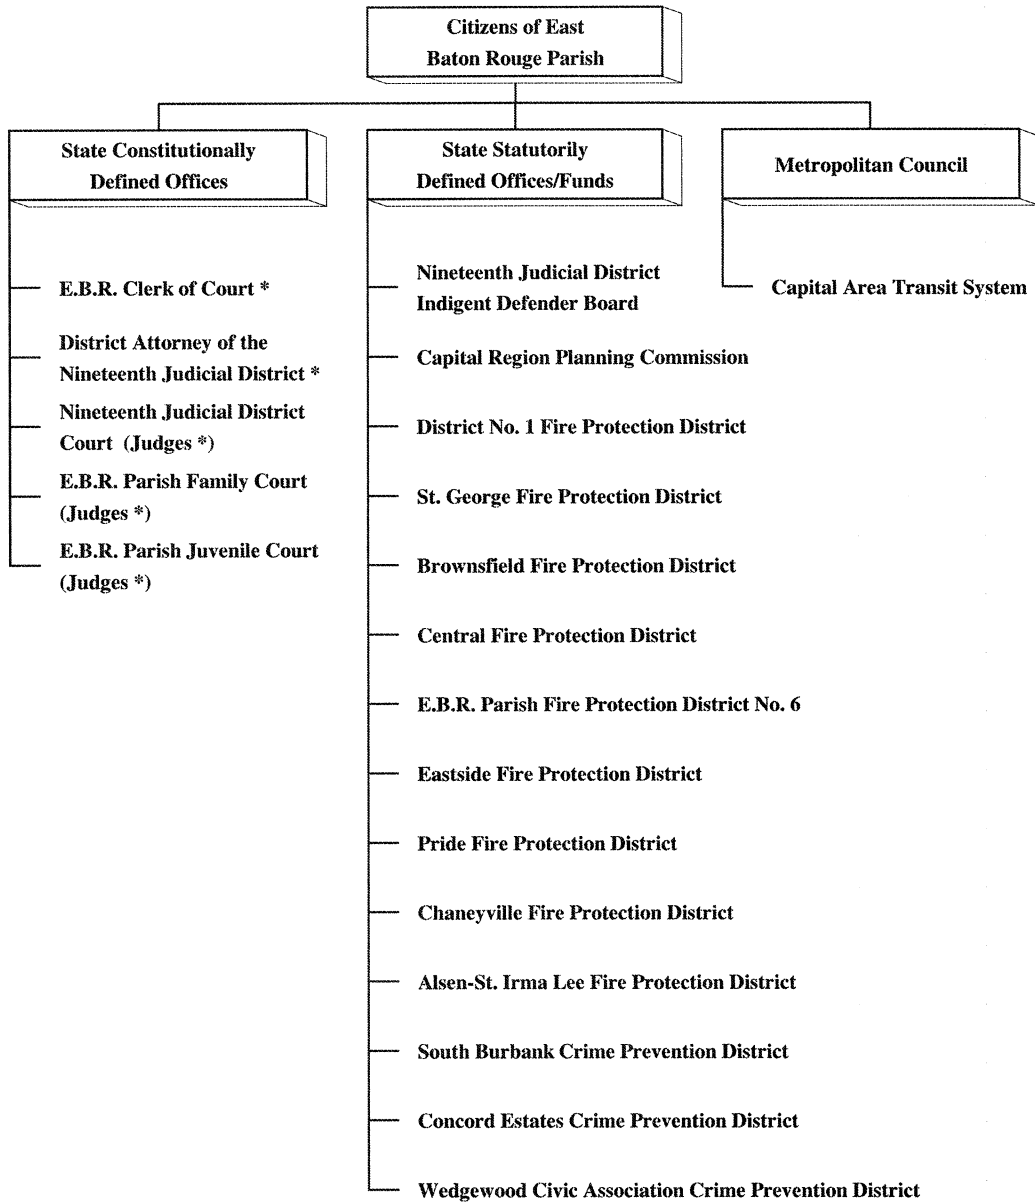 Citizens of East
Baton Rouge Parish
State Constitutionally
Defined Offices
E.B.R. Clerk of Court *
District Attorney of the
Nineteenth Judicial District *
Nineteenth Judicial District
Court (Judges *)
E.B.R. Parish Family Court
(Judges *)
E.B.R. Parish Juvenile Court
(Judges *)
State Statutorily
Defined Offices/Funds
Nineteenth Judicial District
Indigent Defender Board
Capital Region Planning Commission
District No. 1 Fire Protection District
St. George Fire Protection District
Brownsfield Fire Protection District
Central Fire Protection District
E.B.R. Parish Fire Protection District No. 6
Eastside Fire Protection District
Pride Fire Protection District
Chaneyville Fire Protection District
Alsen-St. Irma Lee Fire Protection District
South Burbank Crime Prevention District
Concord Estates Crime Prevention District
Wedgewood Civic Association Crime Prevention District
Metropolitan Council
Capital Area Transit System